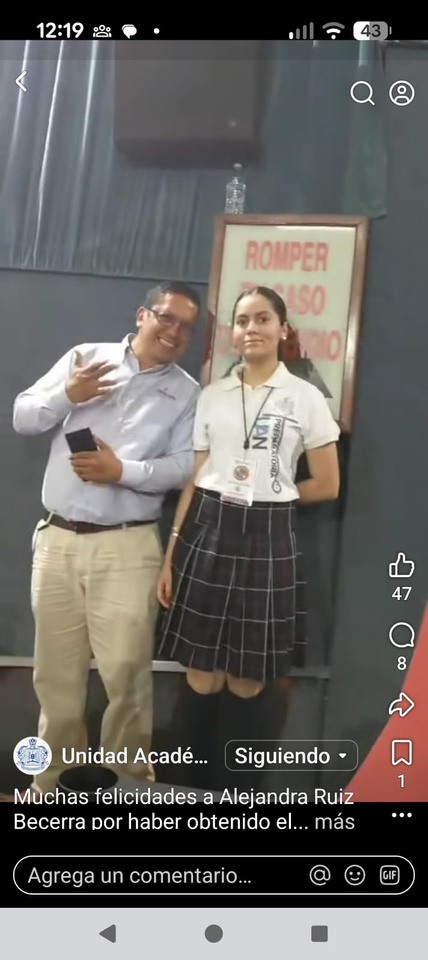 12:19
43
ROMPER
CASO
47
8
1
Unidad Acadé...
Siguiendo
Muchas felicidades a Alejandra Ruiz
Becerra por haber obtenido el... más
Agrega un comentario...
@
GIF